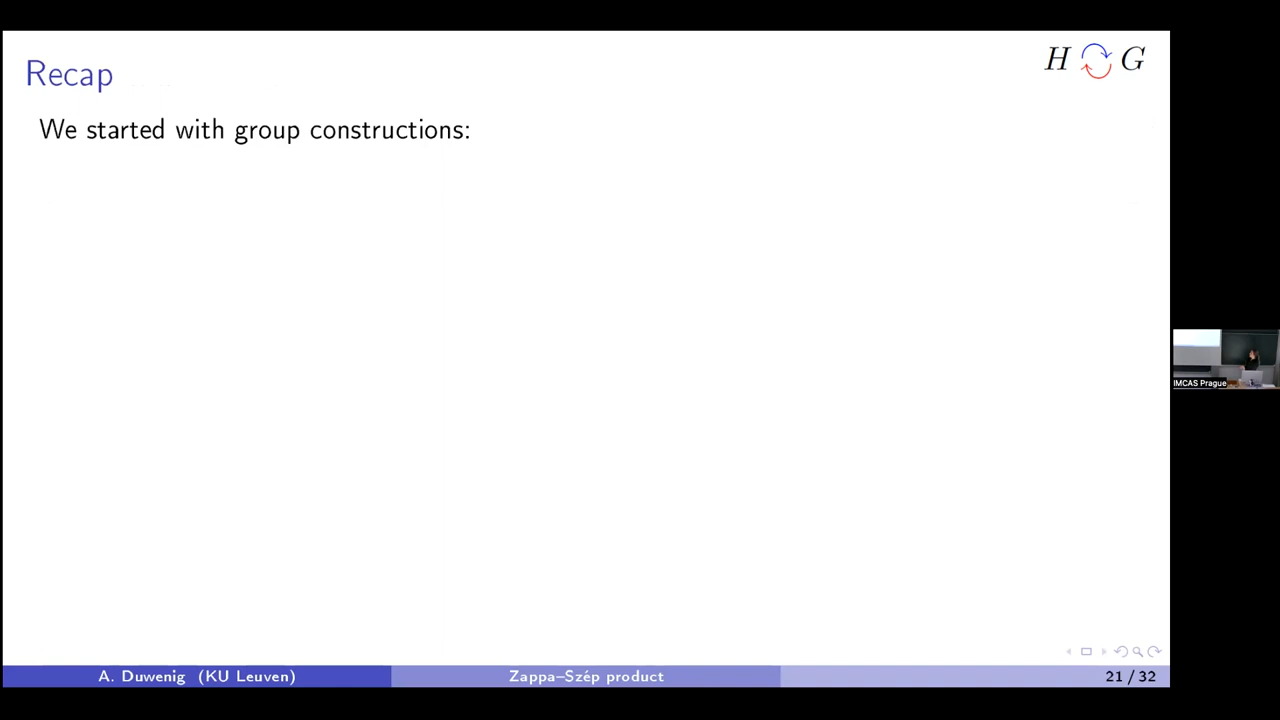 Recap
H G
We started with group constructions:
IMCAS Prague
A. Duwenig (KU Leuven)
Zappa–Szép product
21 / 32